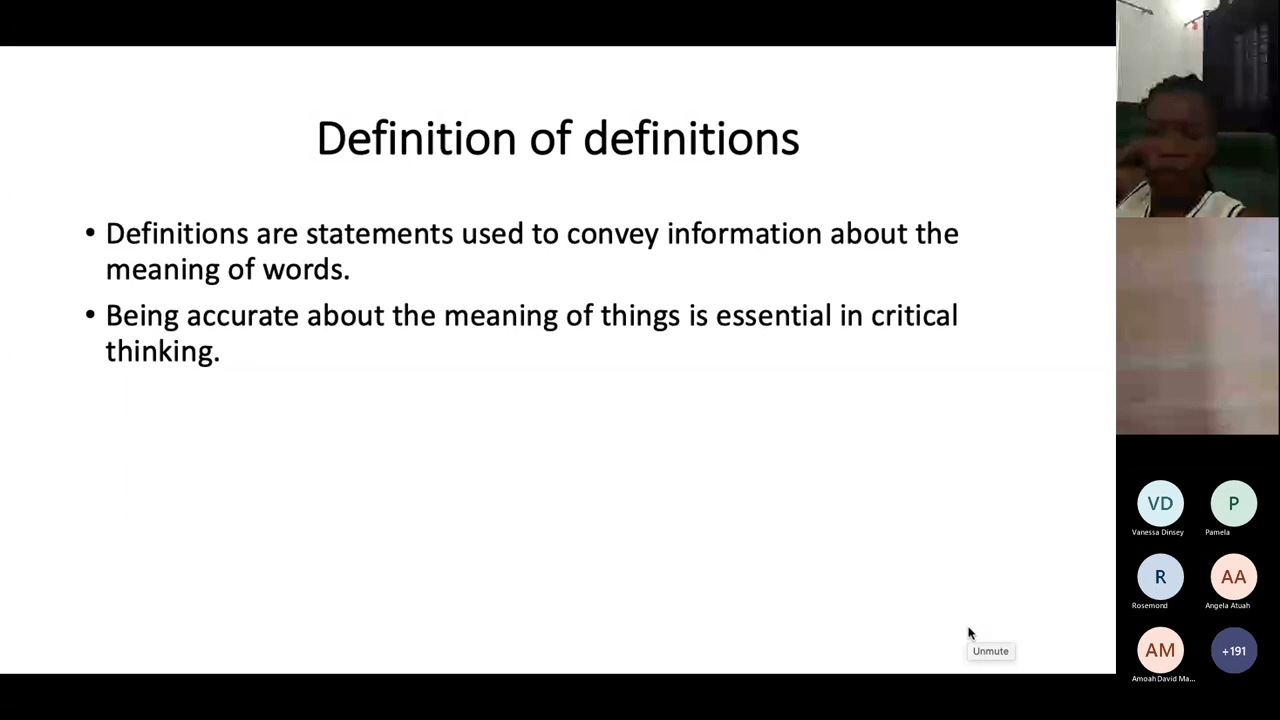 Definition of definitions
• Definitions are statements used to convey information about the
meaning of words.
• Being accurate about the meaning of things is essential in critical
thinking.
Unmute
VD
Vanessa Dinsey
P
Pamela
R
Rosemond
AA
Angela Atuah
AM
Amoah David Ma...
+191